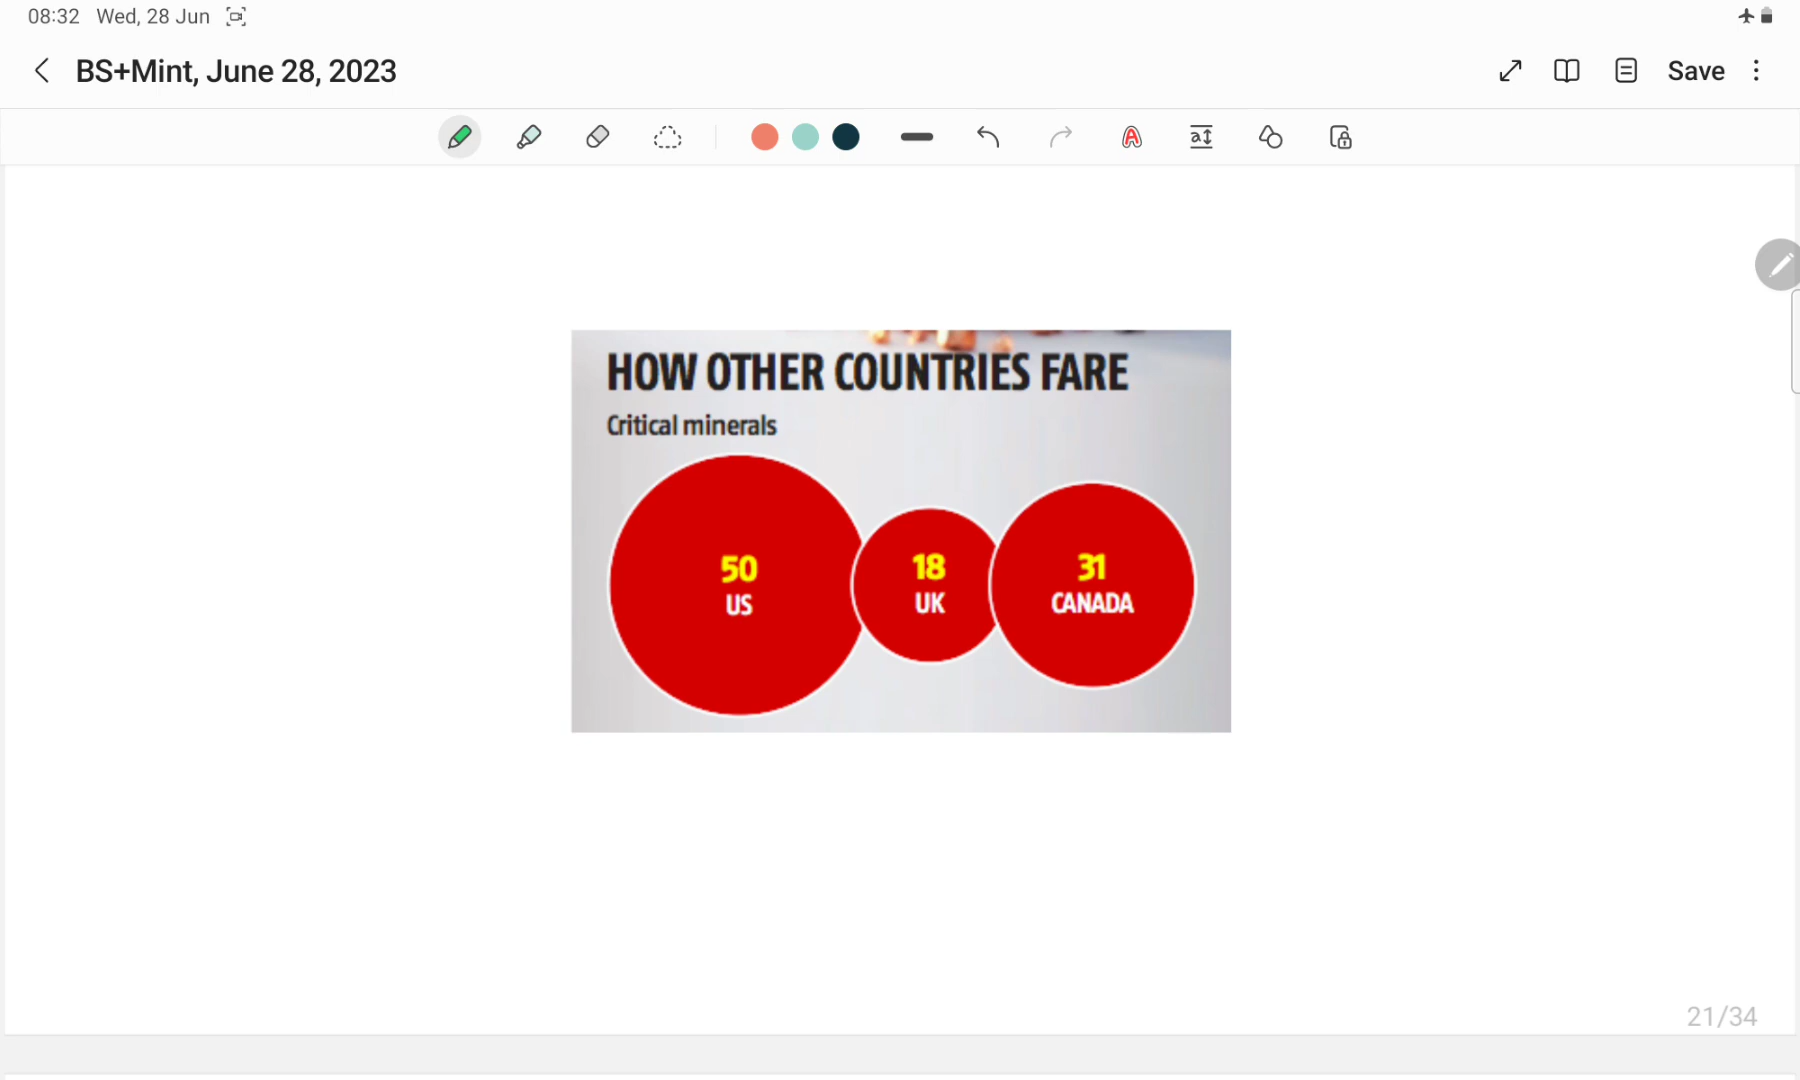 08:32 Wed, 28 Jun
BS+Mint, June 28, 2023
Save
A
a
HOW OTHER COUNTRIES FARE
Critical minerals
50
US
18
UK
31
CANADA
21/34